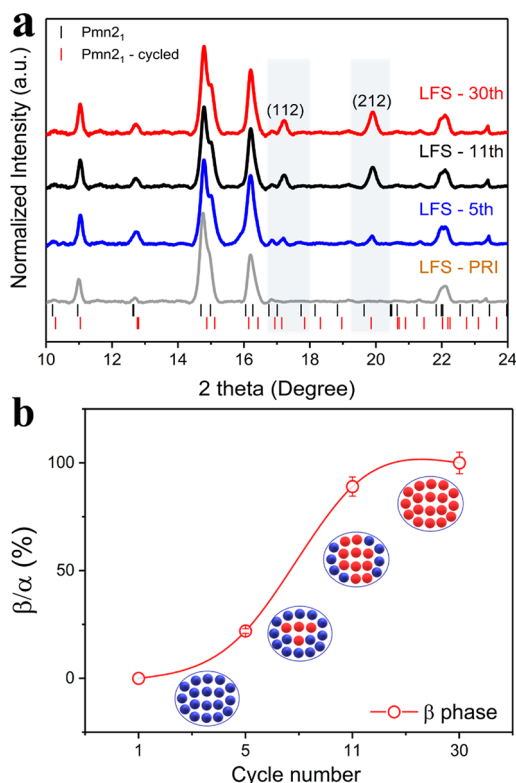 a
Pmn2₁
Pmn2₁ - cycled
(112)
(212)
LFS - 30th
LFS - 11th
LFS - 5th
LFS - PRI
Normalized Intensity (a.u.)
10 12 14 16 18 20 22 24
2 theta (Degree)
b
100
50
0
β/α (%)
β phase
1 5 11 30
Cycle number